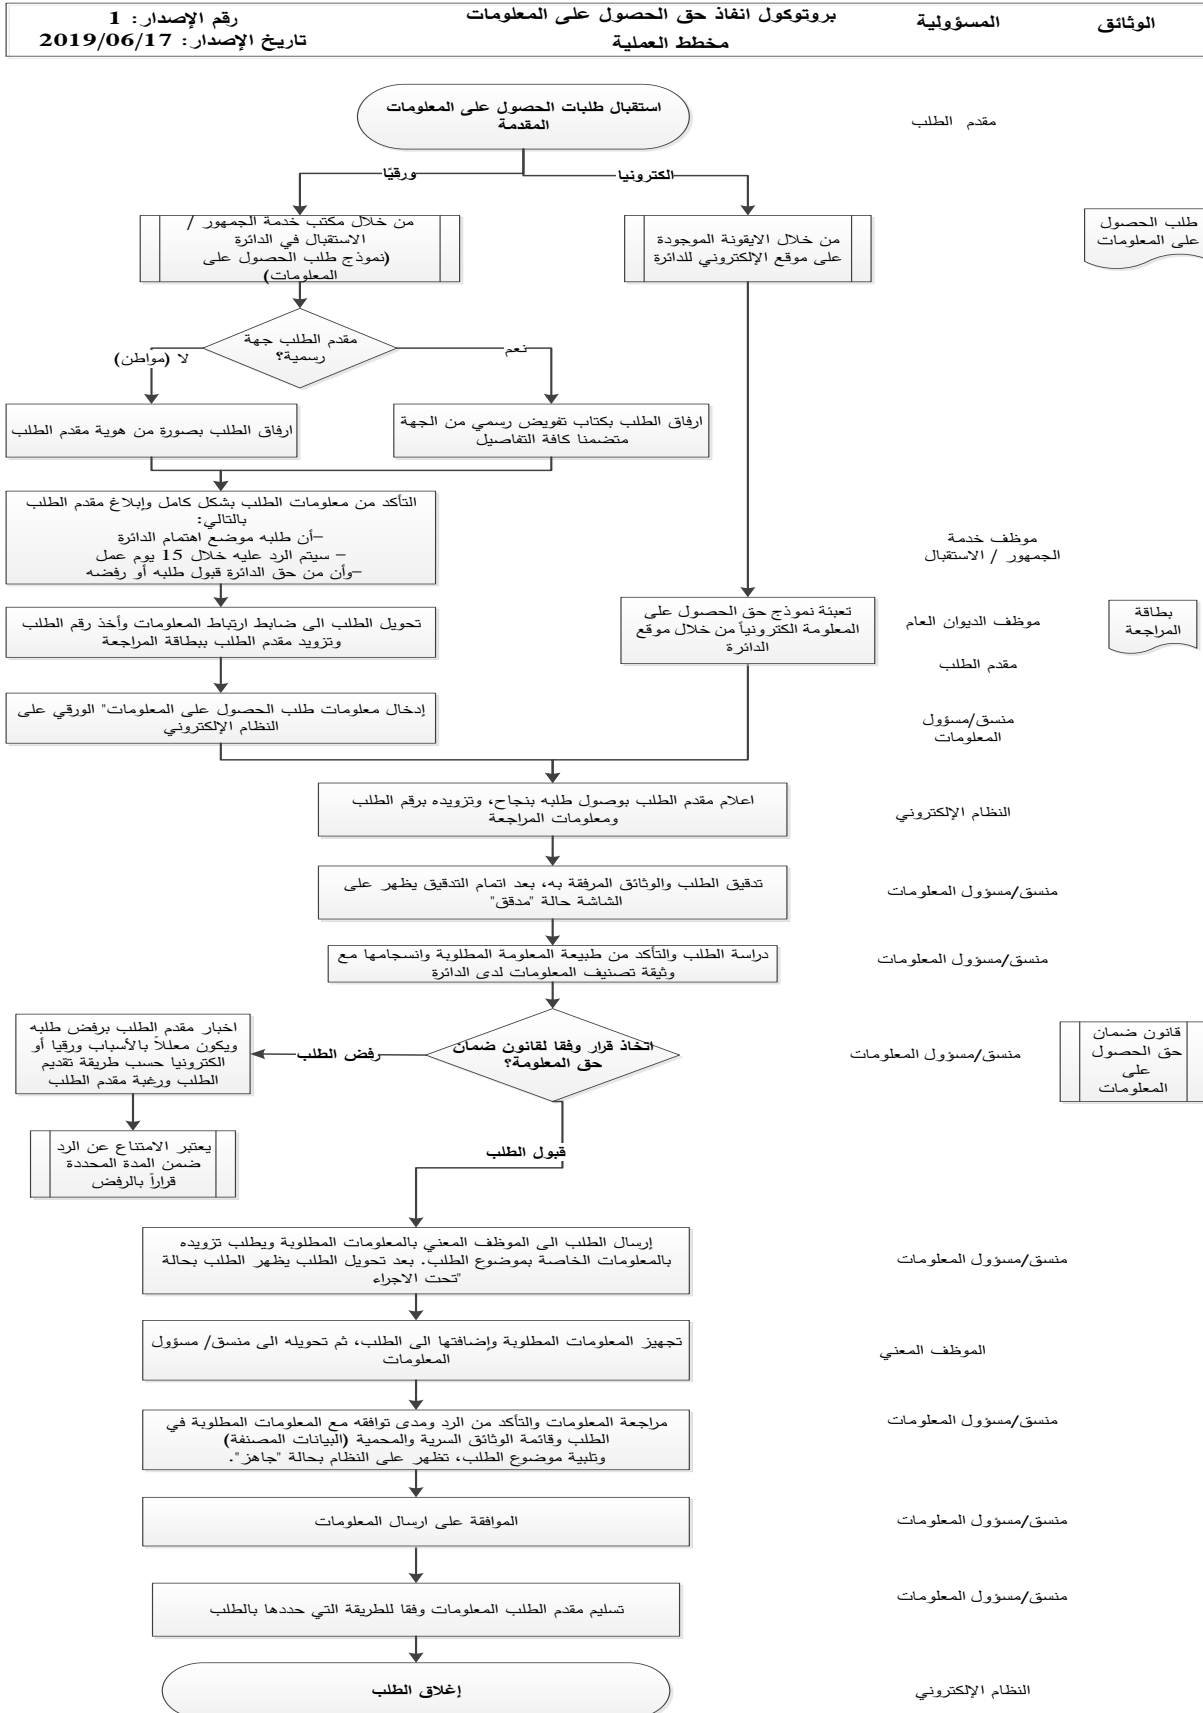 الوثائق
المسؤولية
بروتوكول انفاذ حق الحصول على المعلومات
مخطط العملية
رقم الإصدار: 1
تاريخ الإصدار: 2019/06/17
استقبال طلبات الحصول على المعلومات
المقدمة
مقدم الطلب
الكترونيا
ورقيًا
طلب الحصول
على المعلومات
من خلال الايقونة الموجودة
على موقع الإلكتروني للدائرة
من خلال مكتب خدمة الجمهور /
الاستقبال في الدائرة
(نموذج طلب الحصول على
المعلومات)
مقدم الطلب جهة
رسمية؟
نعم
لا (مواطن)
ارفاق الطلب بكتاب تفويض رسمي من الجهة
متضمنا كافة التفاصيل
ارفاق الطلب بصورة من هوية مقدم الطلب
التأكد من معلومات الطلب بشكل كامل وإبلاغ مقدم الطلب
بالتالي:
–أن طلبه موضع اهتمام الدائرة
– سيتم الرد عليه خلال 15 يوم عمل
–وأن من حق الدائرة قبول طلبه أو رفضه
موظف خدمة
الجمهور / الاستقبال
بطاقة
المراجعة
موظف الديوان العام
تعبئة نموذج حق الحصول على
المعلومة الكترونياً من خلال موقع
الدائرة
تحويل الطلب الى ضابط ارتباط المعلومات وأخذ رقم الطلب
وتزويد مقدم الطلب ببطاقة المراجعة
مقدم الطلب
إدخال معلومات طلب الحصول على المعلومات" الورقي على
النظام الإلكتروني
منسق/مسؤول
المعلومات
اعلام مقدم الطلب بوصول طلبه بنجاح، وتزويده برقم الطلب
ومعلومات المراجعة
النظام الإلكتروني
تدقيق الطلب والوثائق المرفقة به، بعد اتمام التدقيق يظهر على
الشاشة حالة "مدقق"
منسق/مسؤول المعلومات
دراسة الطلب والتأكد من طبيعة المعلومة المطلوبة وانسجامها مع
وثيقة تصنيف المعلومات لدى الدائرة
منسق/مسؤول المعلومات
قانون ضمان
حق الحصول
على
المعلومات
منسق/مسؤول المعلومات
اتخاذ قرار وفقا لقانون ضمان
حق المعلومة؟
رفض الطلب
اخبار مقدم الطلب برفض طلبه
ويكون معللاً بالأسباب ورقيا أو
الكترونيا حسب طريقة تقديم
الطلب ورغبة مقدم الطلب
يعتبر الامتناع عن الرد
ضمن المدة المحددة
قراراً بالرفض
قبول الطلب
إرسال الطلب الى الموظف المعني بالمعلومات المطلوبة ويطلب تزويده
بالمعلومات الخاصة بموضوع الطلب. بعد تحويل الطلب يظهر الطلب بحالة
"تحت الاجراء
منسق/مسؤول المعلومات
تجهيز المعلومات المطلوبة وإضافتها الى الطلب، ثم تحويله الى منسق/ مسؤول
المعلومات
الموظف المعني
مراجعة المعلومات والتأكد من الرد ومدى توافقه مع المعلومات المطلوبة في
الطلب وقائمة الوثائق السرية والمحمية (البيانات المصنفة)
وتلبية موضوع الطلب، تظهر على النظام بحالة "جاهز".
منسق/مسؤول المعلومات
الموافقة على ارسال المعلومات
منسق/مسؤول المعلومات
تسليم مقدم الطلب المعلومات وفقا للطريقة التي حددها بالطلب
منسق/مسؤول المعلومات
إغلاق الطلب
النظام الإلكتروني